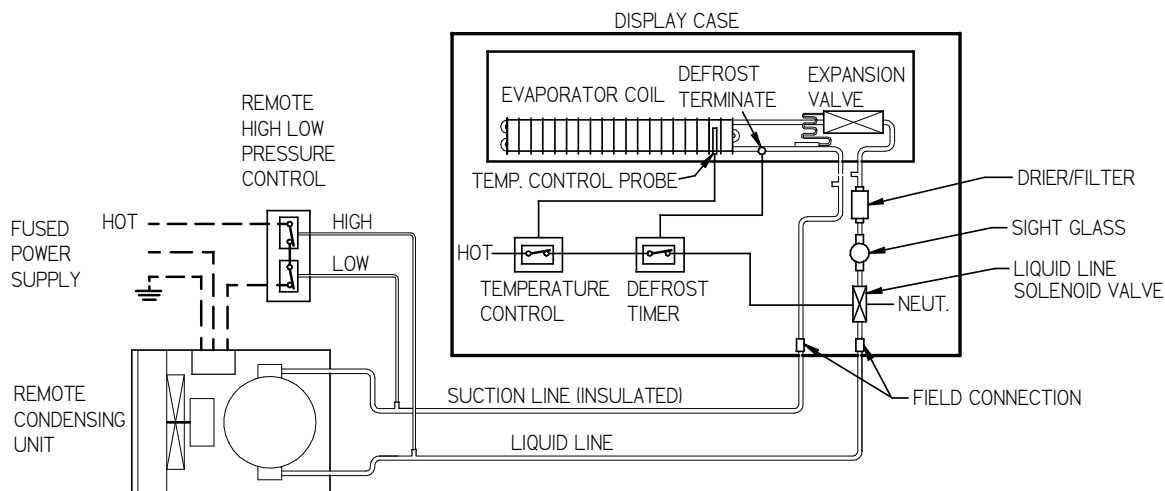 DISPLAY CASE
REMOTE
HIGH LOW
PRESSURE
CONTROL
EVAPORATOR COIL
DEFROST
TERMINATE
EXPANSION
VALVE
TEMP. CONTROL PROBE
DRIER/FILTER
FUSED
POWER
SUPPLY
HOT
HIGH
LOW
HOT
TEMPERATURE
CONTROL
DEFROST
TIMER
SIGHT GLASS
LIQUID LINE
SOLENOID VALVE
NEUT.
REMOTE
CONDENSING
UNIT
SUCTION LINE (INSULATED)
FIELD CONNECTION
LIQUID LINE